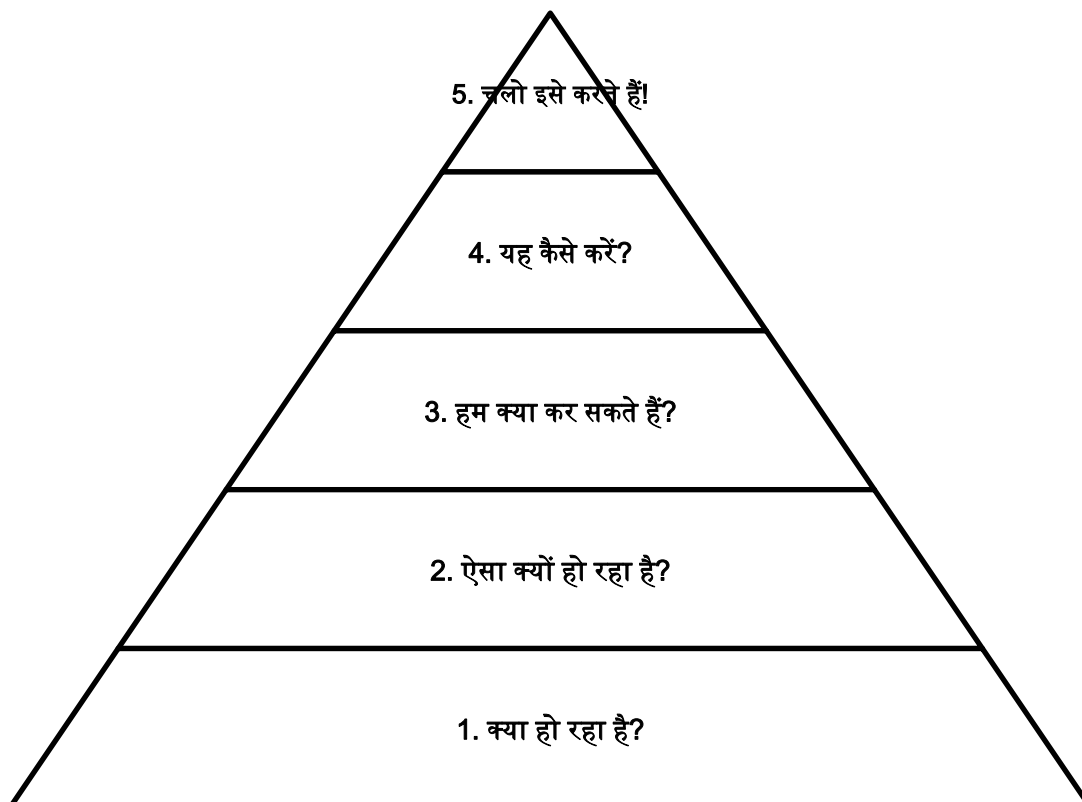 5. चलो इसे करते हैं!
4. यह कैसे करें?
3. हम क्या कर सकते हैं?
2. ऐसा क्यों हो रहा है?
1. क्या हो रहा है?